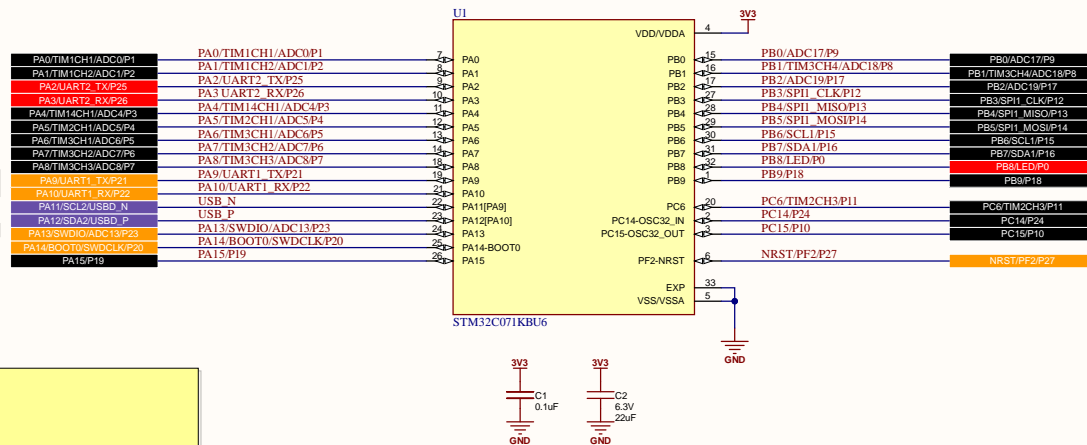 U1
3V3
VDD/VDDA 4
PA0/TIM1CH1/ADC0/P1 PA0/TIM1CH1/ADC0/P1 7 PA0 PB0 15 PB0/ADC17/P9 PB0/ADC17/P9
PA1/TIM1CH2/ADC1/P2 PA1/TIM1CH2/ADC1/P2 8 PA1 PB1 16 PB1/TIM3CH4/ADC18/P8 PB1/TIM3CH4/ADC18/P8
PA2/UART2_TX/P25 PA2/UART2_TX/P25 9 PA2 PB2 17 PB2/ADC19/P17 PB2/ADC19/P17
PA3/UART2_RX/P26 PA3 UART2_RX/P26 10 PA3 PB3 27 PB3/SPI1_CLK/P12 PB3/SPI1_CLK/P12
PA4/TIM14CH1/ADC4/P3 PA4/TIM14CH1/ADC4/P3 11 PA4 PB4 28 PB4/SPI1_MISO/P13 PB4/SPI1_MISO/P13
PA5/TIM2CH1/ADC5/P4 PA5/TIM2CH1/ADC5/P4 12 PA5 PB5 29 PB5/SPI1_MOSI/P14 PB5/SPI1_MOSI/P14
PA6/TIM3CH1/ADC6/P5 PA6/TIM3CH1/ADC6/P5 13 PA6 PB6 30 PB6/SCL1/P15 PB6/SCL1/P15
PA7/TIM3CH2/ADC7/P6 PA7/TIM3CH2/ADC7/P6 14 PA7 PB7 31 PB7/SDA1/P16 PB7/SDA1/P16
PA8/TIM3CH3/ADC8/P7 PA8/TIM3CH3/ADC8/P7 18 PA8 PB8 32 PB8/LED/P0 PB8/LED/P0
PA9/UART1_TX/P21 PA9/UART1_TX/P21 19 PA9 PB9 1 PB9/P18 PB9/P18
PA10/UART1_RX/P22 PA10/UART1_RX/P22 21 PA10
PA11/SCL2/USBD_N USB_N 22 PA11[PA9] PC6 20 PC6/TIM2CH3/P11 PC6/TIM2CH3/P11
PA12/SDA2/USBD_P USB_P 23 PA12[PA10] PC14-OSC32_IN 2 PC14/P24 PC14/P24
PA13/SWDIO/ADC13/P23 PA13/SWDIO/ADC13/P23 24 PA13 PC15-OSC32_OUT 3 PC15/P10 PC15/P10
PA14/BOOT0/SWDCLK/P20 PA14/BOOT0/SWDCLK/P20 25 PA14-BOOT0
PA15/P19 PA15/P19 26 PA15 PF2-NRST 6 NRST/PF2/P27 NRST/PF2/P27
EXP 33
VSS/VSSA 5
STM32C071KBU6
GND
3V3 3V3
C1 C2
0.1uF 6.3V
22uF
GND GND